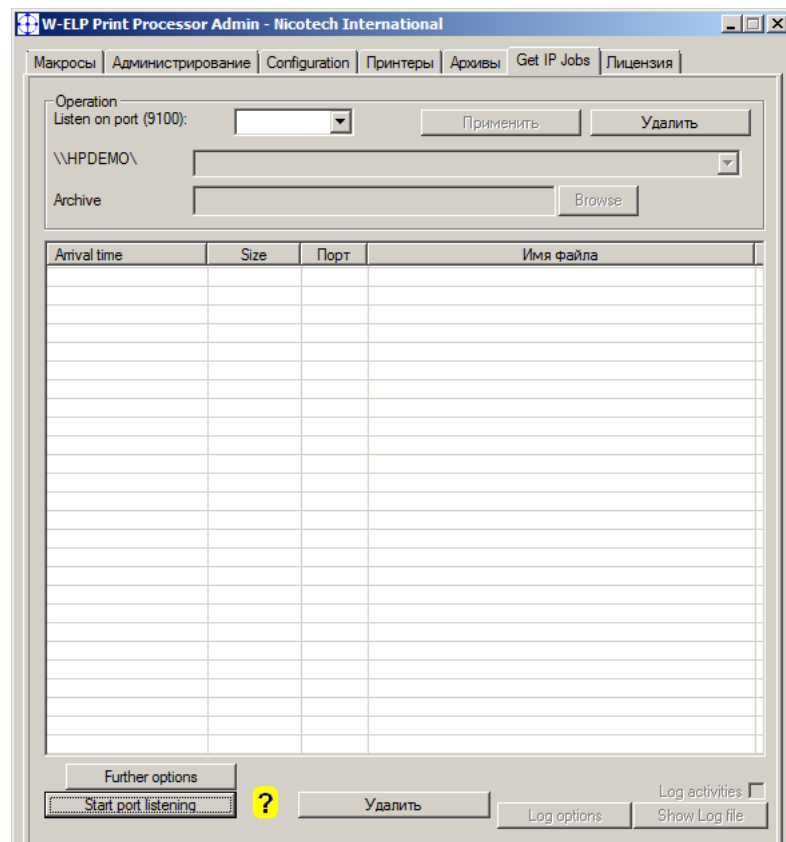 W-ELP Print Processor Admin - Nicotech International
Макросы Администрирование Configuration Принтеры Архивы Get IP Jobs Лицензия
Operation
Listen on port (9100): Применить Удалить
\\HPDEMO\
Archive Browse
Arrival time Size Порт Имя файла
Further options
Start port listening ? Удалить Log activities
Log options Show Log file